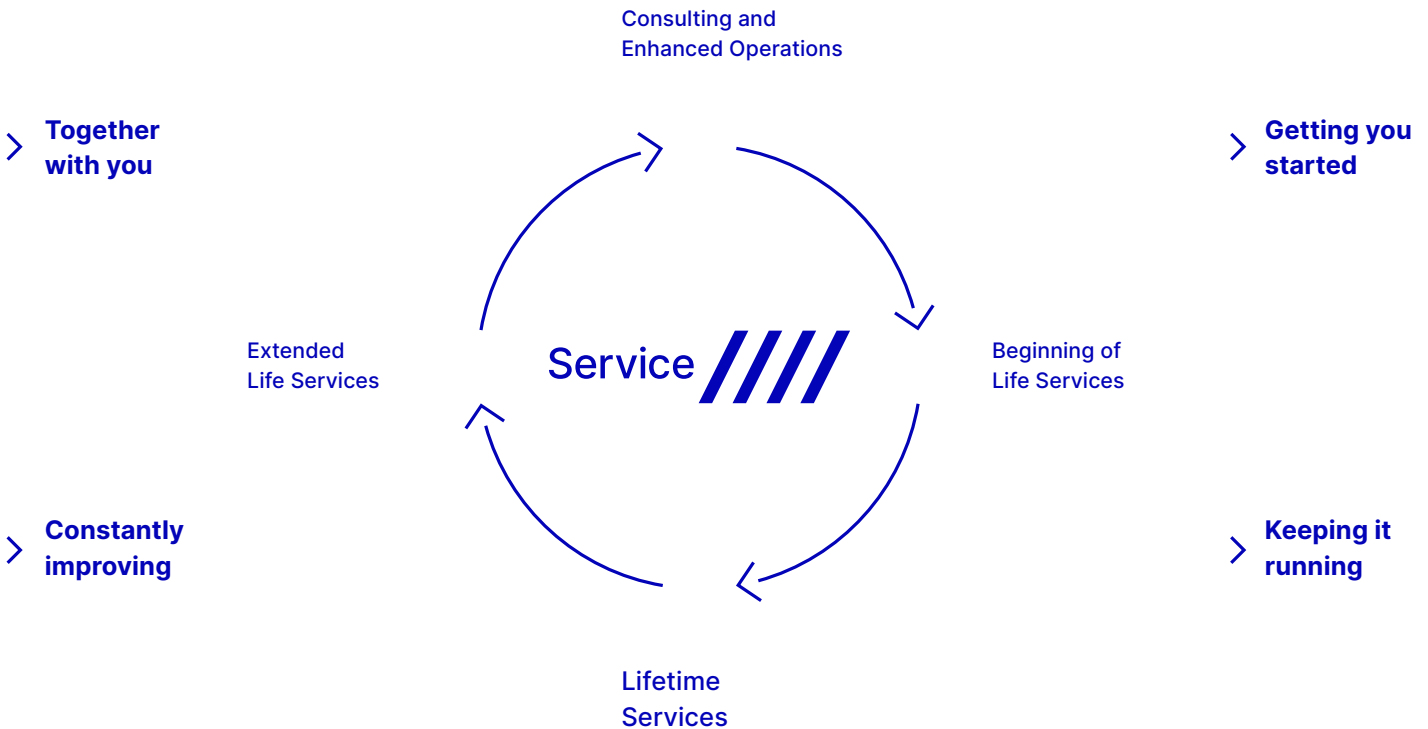 Consulting and
Enhanced Operations
Together
with you
Getting you
started
Extended
Life Services
Service
Beginning of
Life Services
Constantly
improving
Keeping it
running
Lifetime
Services